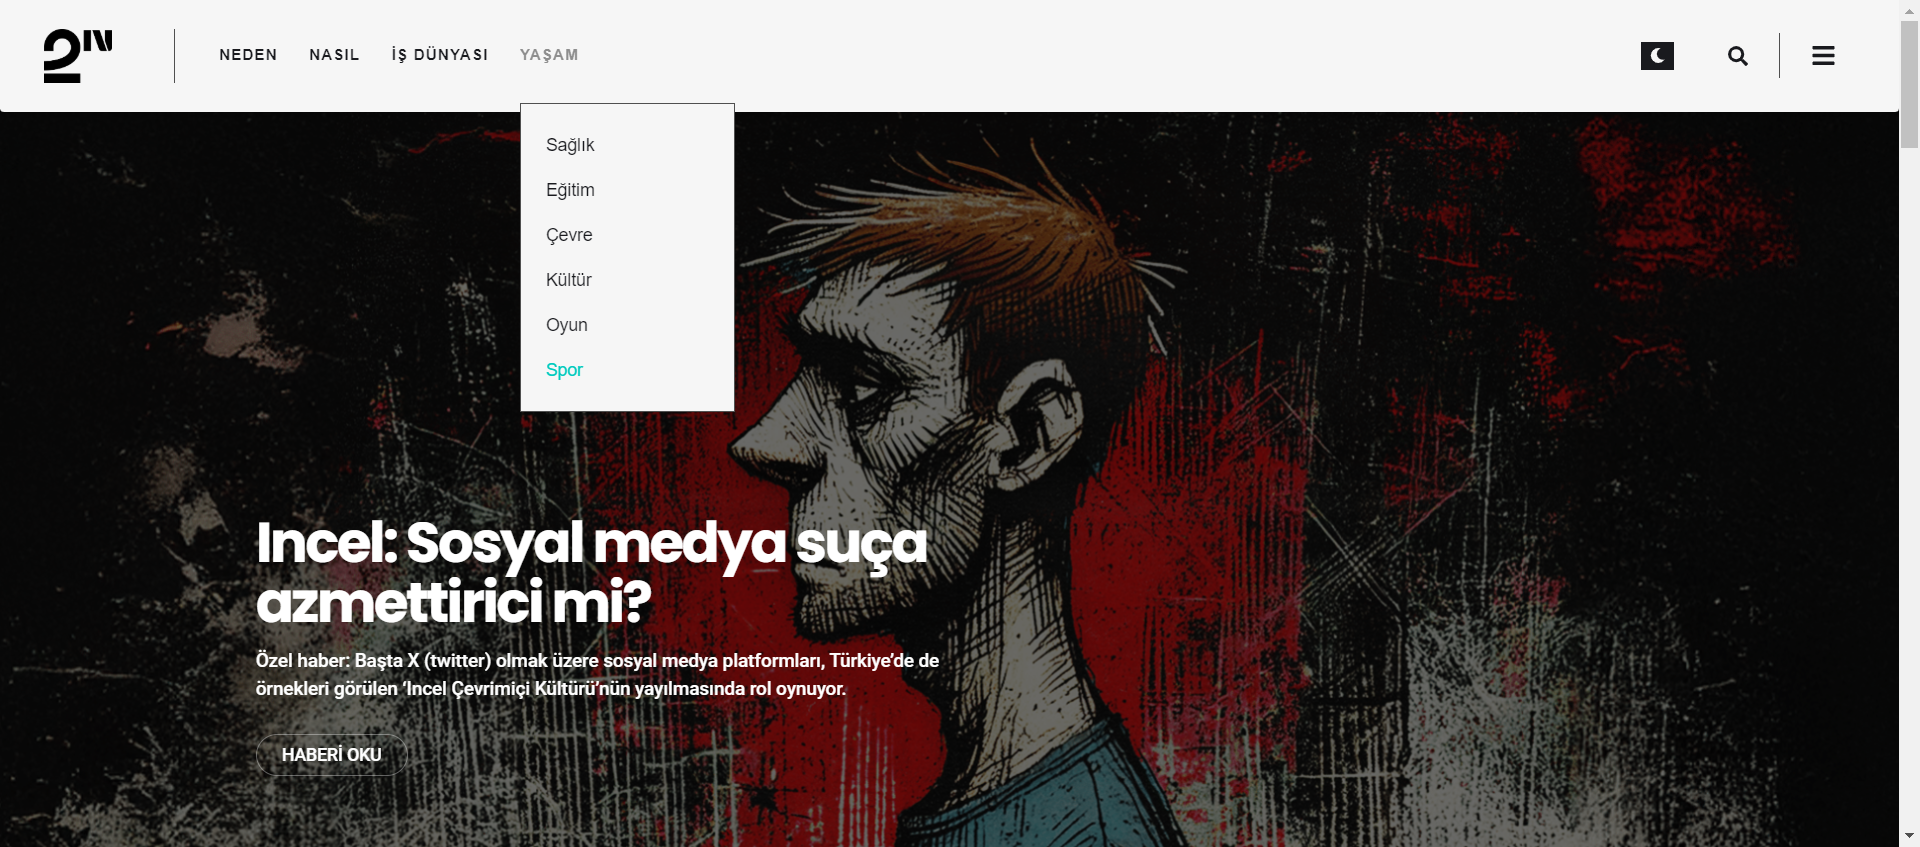 2N
NEDEN NASIL İŞ DÜNYASI YAŞAM
Sağlık
Eğitim
Çevre
Kültür
Oyun
Spor
Incel: Sosyal medya suça
azmettirici mi?
Özel haber: Başta X (twitter) olmak üzere sosyal medya platformları, Türkiye’de de
örnekleri görülen ‘Incel Çevrimiçi Kültürü’nün yayılmasında rol oynuyor.
HABERİ OKU